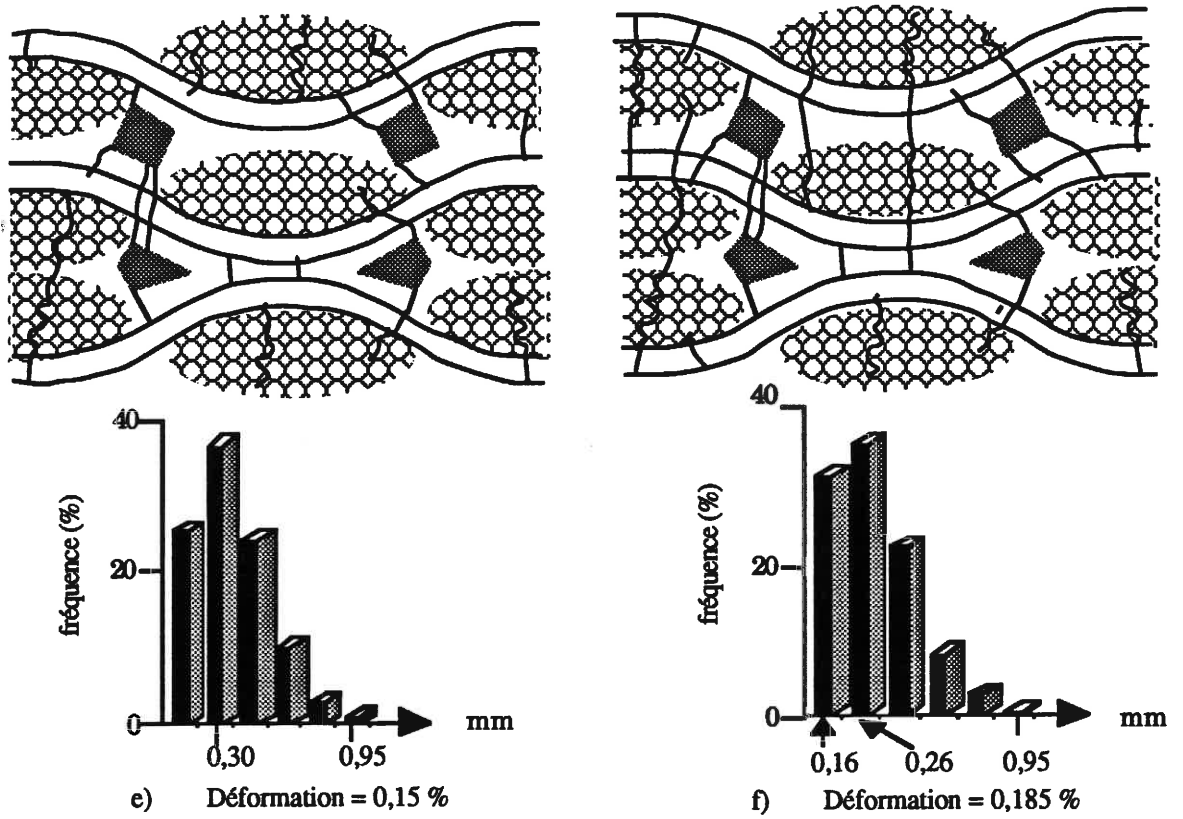 40
20
0
fréquence (%)
mm
0,30
0,95
e) Déformation = 0,15 %
40
20
0
fréquence (%)
mm
0,16
0,26
0,95
f) Déformation = 0,185 %